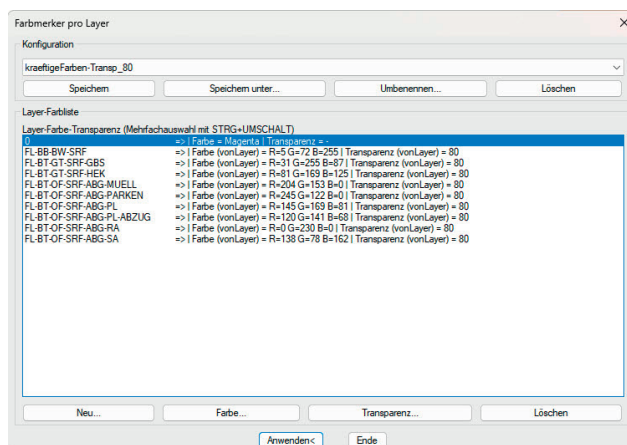 Farbmerker pro Layer
Konfiguration
kraeftigeFarben-Transp_80
Speichern Speichern unter... Umbenennen... Löschen
Layer-Farbliste
Layer-Farbe-Transparenz (Mehrfachauswahl mit STRG+UMSCHALT)
0 => | Farbe = Magenta | Transparenz = -
FL-BB-BW-SRF => | Farbe (vonLayer) = R=5 G=72 B=255 | Transparenz (vonLayer) = 80
FL-BT-GT-SRF-GBS => | Farbe (vonLayer) = R=31 G=255 B=87 | Transparenz (vonLayer) = 80
FL-BT-GT-SRF-HEK => | Farbe (vonLayer) = R=81 G=169 B=125 | Transparenz (vonLayer) = 80
FL-BT-OF-SRF-ABG-MUELL => | Farbe (vonLayer) = R=204 G=153 B=0 | Transparenz (vonLayer) = 80
FL-BT-OF-SRF-ABG-PARKEN => | Farbe (vonLayer) = R=245 G=122 B=0 | Transparenz (vonLayer) = 80
FL-BT-OF-SRF-ABG-PL => | Farbe (vonLayer) = R=145 G=169 B=81 | Transparenz (vonLayer) = 80
FL-BT-OF-SRF-ABG-PL-ABZUG => | Farbe (vonLayer) = R=120 G=141 B=68 | Transparenz (vonLayer) = 80
FL-BT-OF-SRF-ABG-RA => | Farbe (vonLayer) = R=0 G=230 B=0 | Transparenz (vonLayer) = 80
FL-BT-OF-SRF-ABG-SA => | Farbe (vonLayer) = R=138 G=78 B=162 | Transparenz (vonLayer) = 80
Neu... Farbe... Transparenz... Löschen
Anwenden< Ende